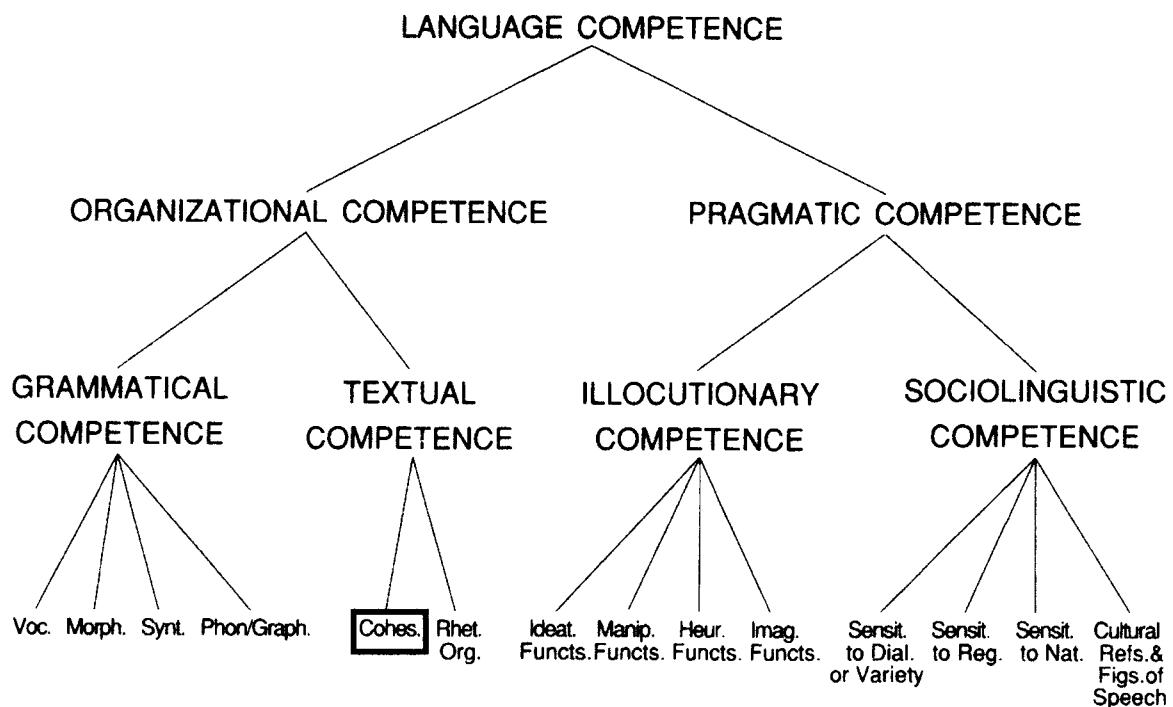 LANGUAGE COMPETENCE
ORGANIZATIONAL COMPETENCE
PRAGMATIC COMPETENCE
GRAMMATICAL
COMPETENCE
TEXTUAL
COMPETENCE
ILLOCUTIONARY
COMPETENCE
SOCIOLINGUISTIC
COMPETENCE
Voc.
Morph.
Synt.
Phon/Graph.
Cohes.
Rhet.
Org.
Ideat.
Functs.
Manip.
Functs.
Heur.
Functs.
Imag.
Functs.
Sensit.
to Dial.
or Variety
Sensit.
to Reg.
Sensit.
to Nat.
Cultural
Refs.&
Figs.of
Speech